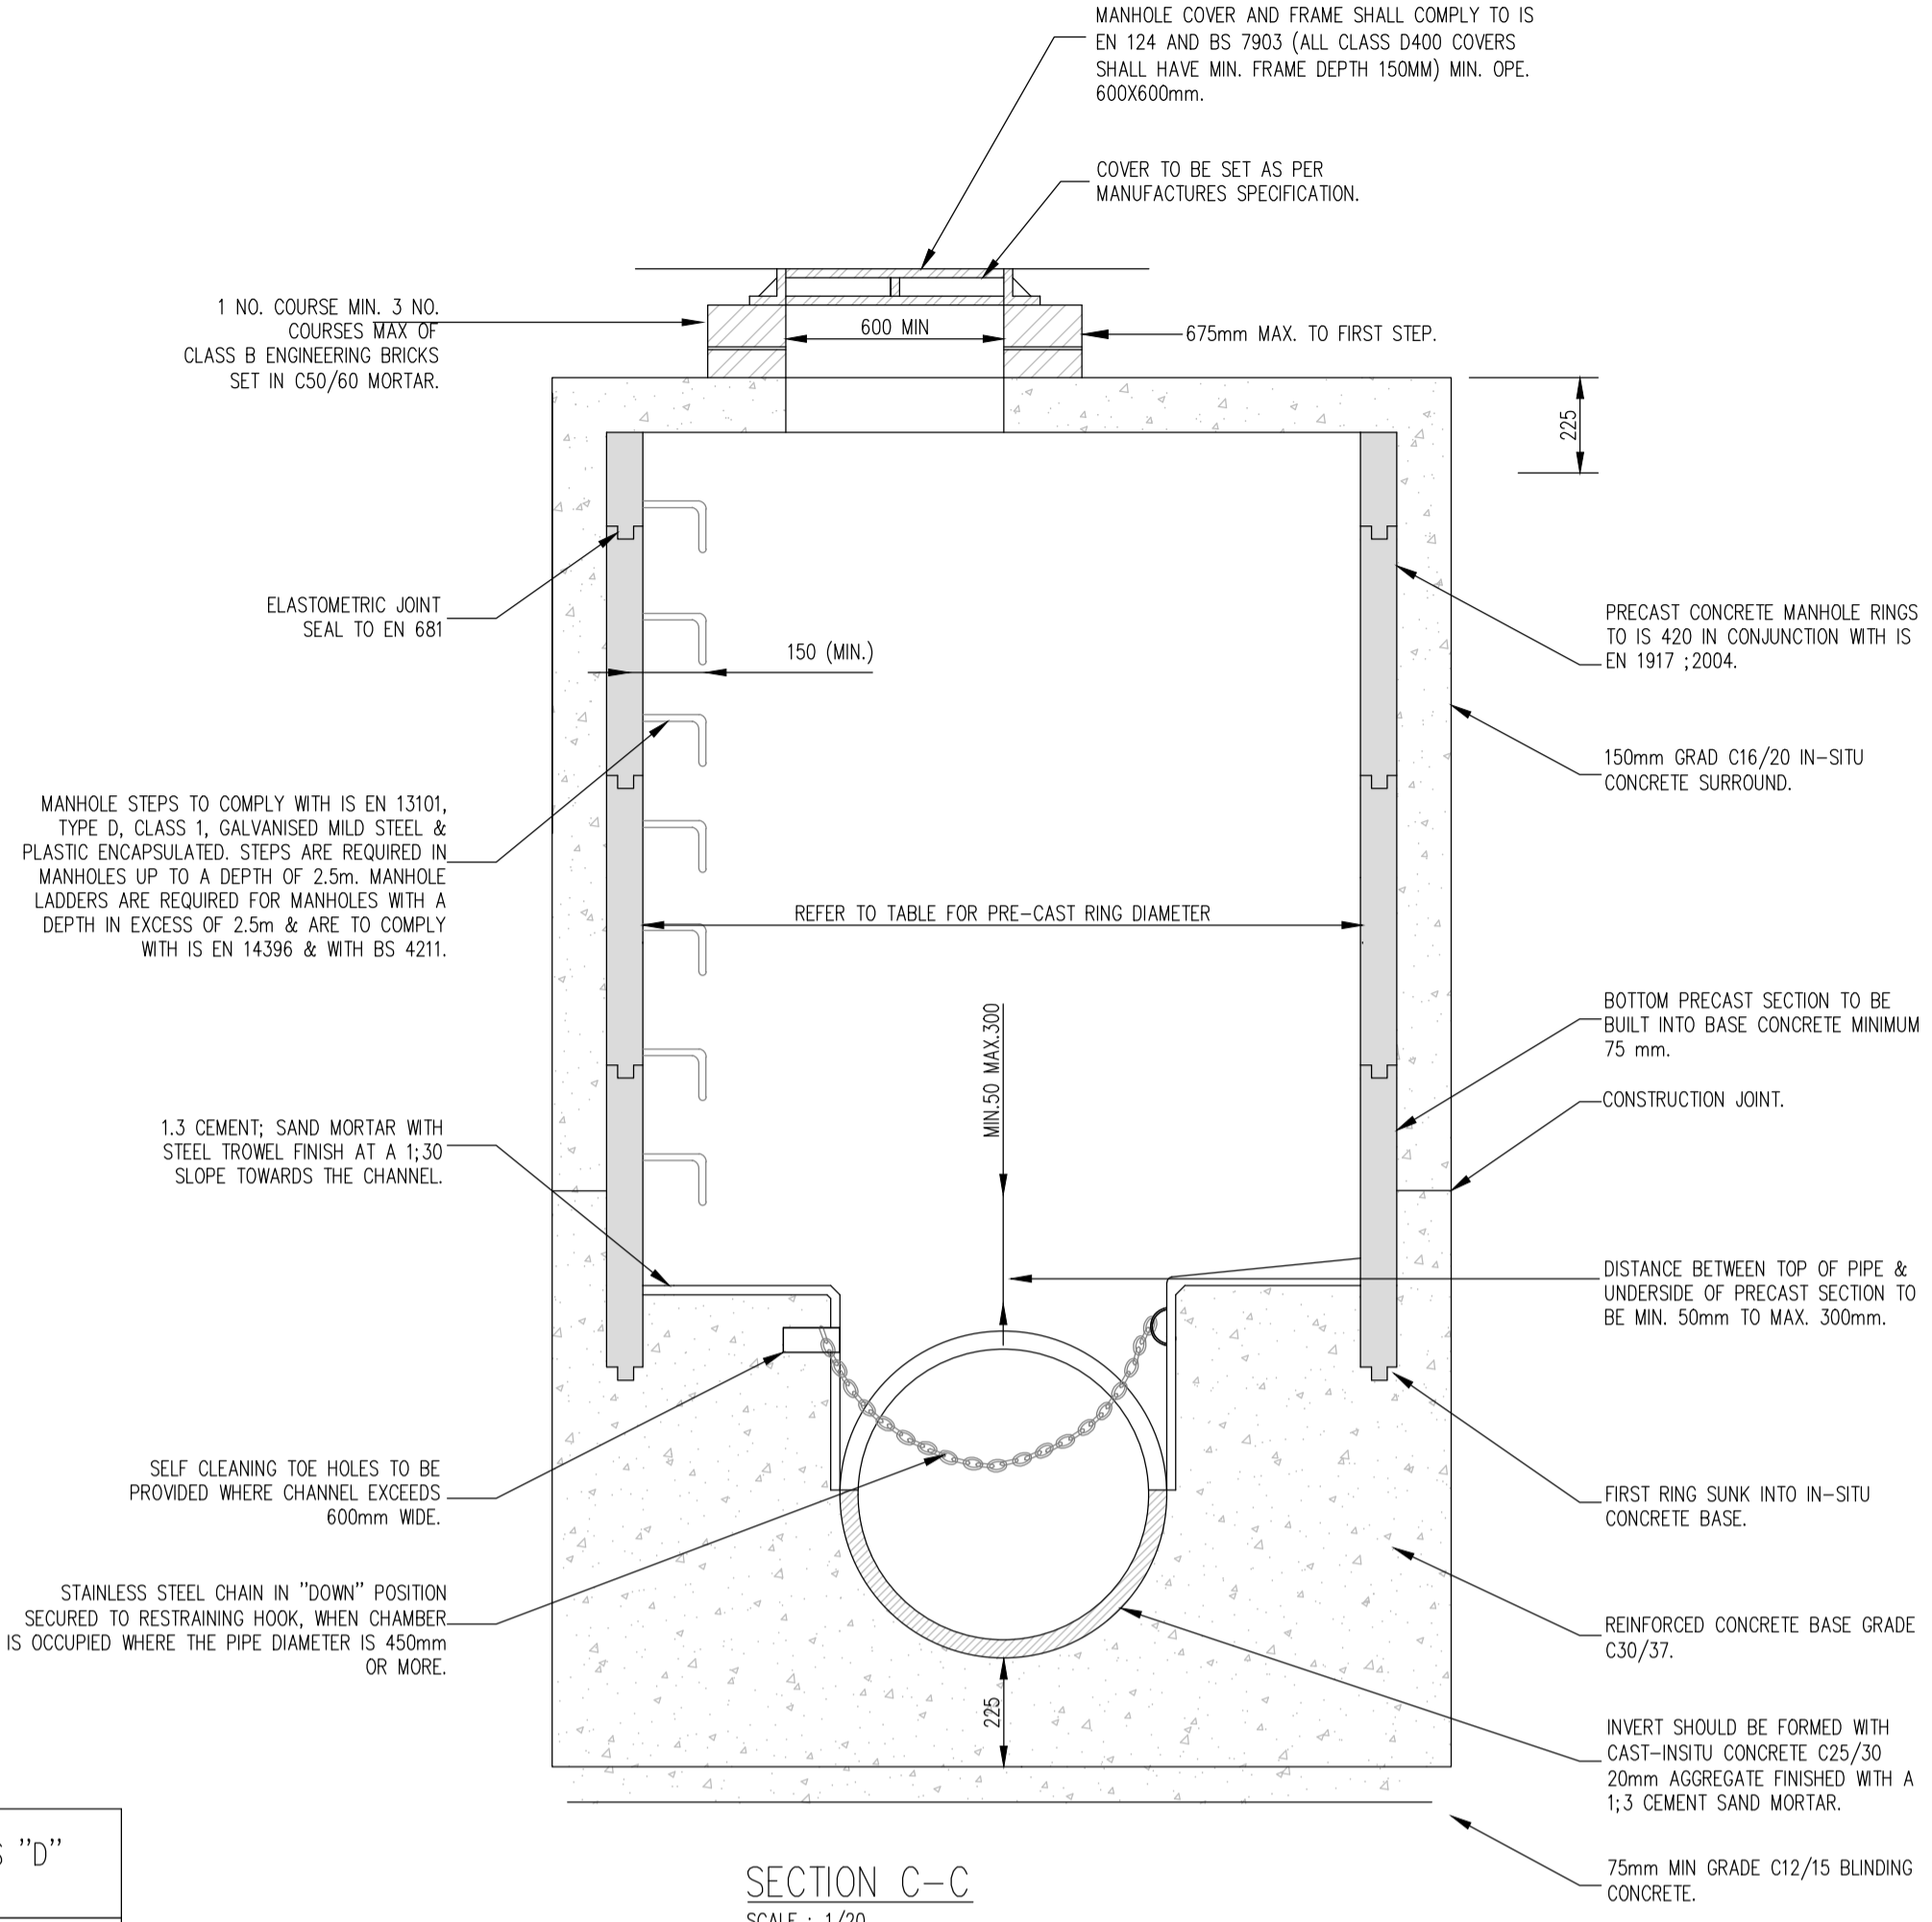 MANHOLE COVER AND FRAME SHALL COMPLY TO IS
EN 124 AND BS 7903 (ALL CLASS D400 COVERS
SHALL HAVE MIN. FRAME DEPTH 150MM) MIN. OPE.
600X600mm.
COVER TO BE SET AS PER
MANUFACTURES SPECIFICATION.
1 NO. COURSE MIN. 3 NO.
COURSES MAX OF
CLASS B ENGINEERING BRICKS
SET IN C50/60 MORTAR.
600 MIN
675mm MAX. TO FIRST STEP.
225
ELASTOMETRIC JOINT
SEAL TO EN 681
150 (MIN.)
PRECAST CONCRETE MANHOLE RINGS
TO IS 420 IN CONJUNCTION WITH IS
EN 1917 ;2004.
150mm GRAD C16/20 IN-SITU
CONCRETE SURROUND.
MANHOLE STEPS TO COMPLY WITH IS EN 13101,
TYPE D, CLASS 1, GALVANISED MILD STEEL &
PLASTIC ENCAPSULATED. STEPS ARE REQUIRED IN
MANHOLES UP TO A DEPTH OF 2.5m. MANHOLE
LADDERS ARE REQUIRED FOR MANHOLES WITH A
DEPTH IN EXCESS OF 2.5m & ARE TO COMPLY
WITH IS EN 14396 & WITH BS 4211.
REFER TO TABLE FOR PRE-CAST RING DIAMETER
MIN.50 MAX.300
BOTTOM PRECAST SECTION TO BE
BUILT INTO BASE CONCRETE MINIMUM
75 mm.
CONSTRUCTION JOINT.
1.3 CEMENT; SAND MORTAR WITH
STEEL TROWEL FINISH AT A 1;30
SLOPE TOWARDS THE CHANNEL.
DISTANCE BETWEEN TOP OF PIPE &
UNDERSIDE OF PRECAST SECTION TO
BE MIN. 50mm TO MAX. 300mm.
SELF CLEANING TOE HOLES TO BE
PROVIDED WHERE CHANNEL EXCEEDS
600mm WIDE.
FIRST RING SUNK INTO IN-SITU
CONCRETE BASE.
STAINLESS STEEL CHAIN IN "DOWN" POSITION
SECURED TO RESTRAINING HOOK, WHEN CHAMBER
IS OCCUPIED WHERE THE PIPE DIAMETER IS 450mm
OR MORE.
REINFORCED CONCRETE BASE GRADE
C30/37.
225
INVERT SHOULD BE FORMED WITH
CAST-INSITU CONCRETE C25/30
20mm AGGREGATE FINISHED WITH A
1;3 CEMENT SAND MORTAR.
75mm MIN GRADE C12/15 BLINDING
CONCRETE.
S "D"
SECTION C-C
SCALE : 1/20